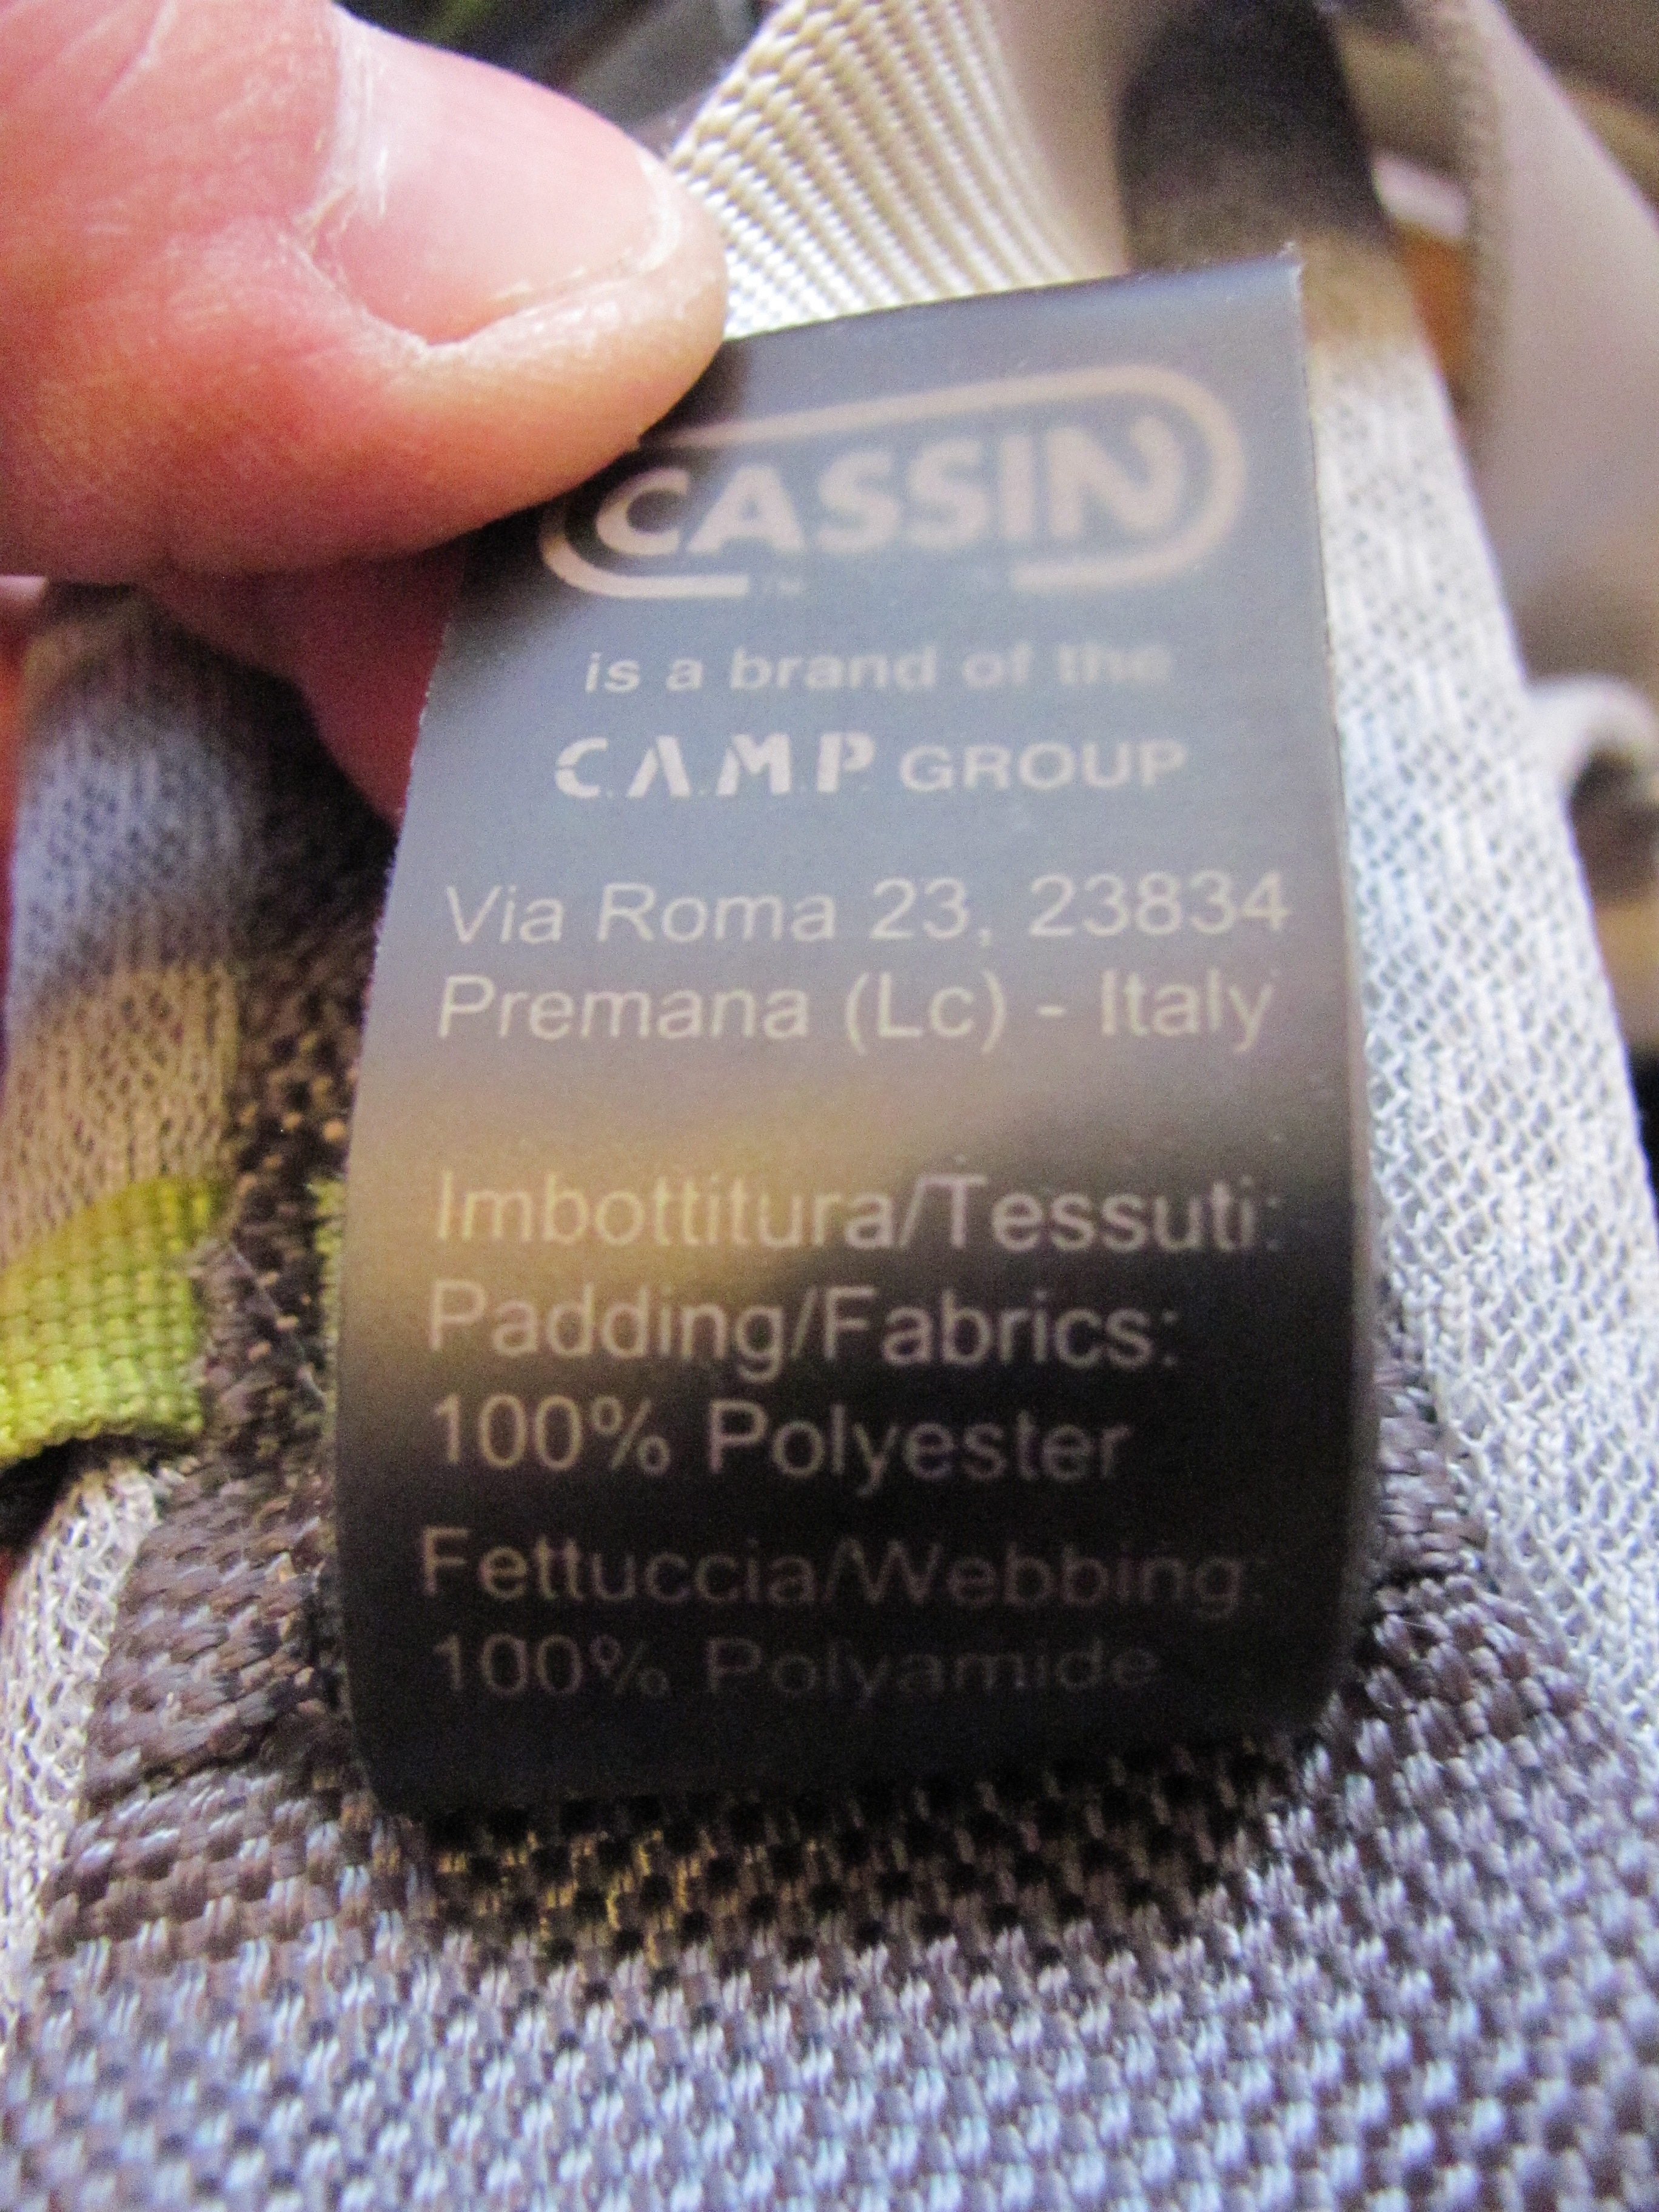 CASSIN
™
is a brand of the
C.A.M.P. GROUP
Via Roma 23, 23834
Premana (Lc) - Italy
Imbottitura/Tessuti:
Padding/Fabrics:
100% Polyester
Fettuccia/Webbing:
100% Polyamide